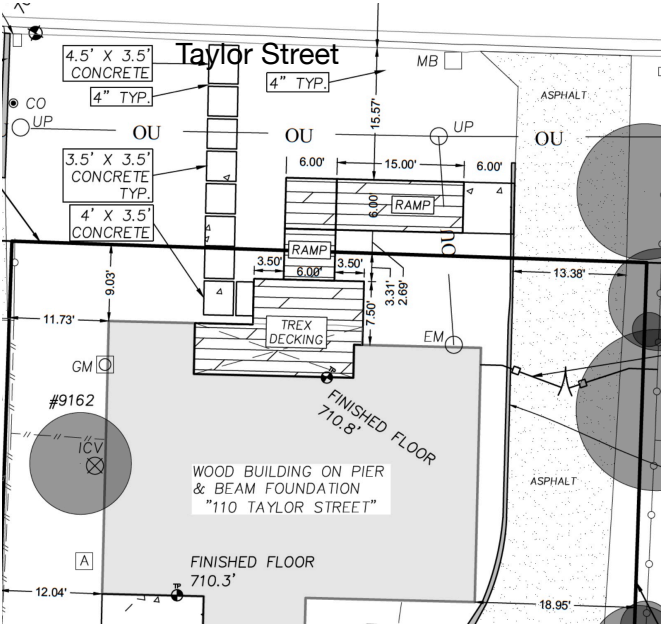 Taylor Street
4.5' X 3.5'
CONCRETE
4" TYP.
4" TYP.
MB
ASPHALT
CO
UP
OU
OU
UP
OU
15.57'
3.5' X 3.5'
CONCRETE
TYP.
6.00'
15.00'
6.00'
6.00'
RAMP
4' X 3.5'
CONCRETE
OU
RAMP
3.50'
6.00'
3.50'
3.31'
2.69'
13.38'
9.03'
7.50'
11.73'
TREX
DECKING
EM
GM
TP
#9162
FINISHED FLOOR
710.8'
ICV
WOOD BUILDING ON PIER
& BEAM FOUNDATION
"110 TAYLOR STREET"
ASPHALT
A
FINISHED FLOOR
710.3'
TP
12.04'
18.95'